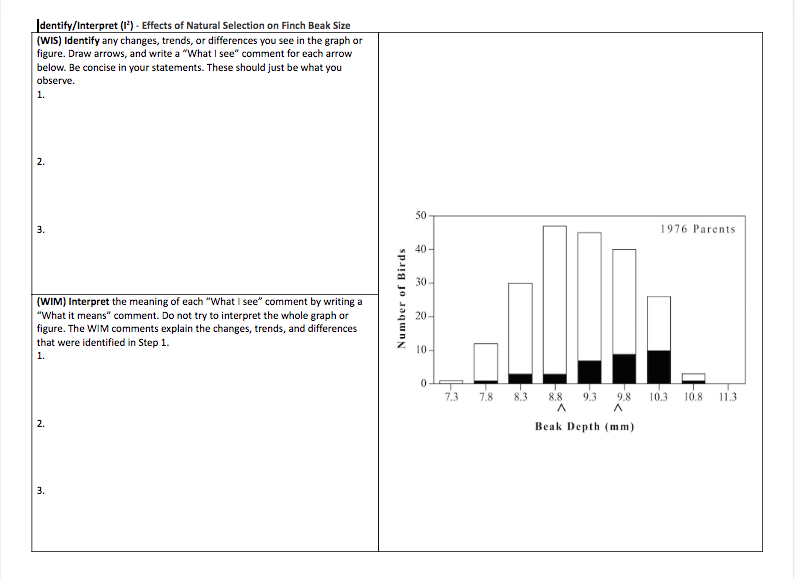 Identify/Interpret (I²) - Effects of Natural Selection on Finch Beak Size
(WIS) Identify any changes, trends, or differences you see in the graph or
figure. Draw arrows, and write a “What I see” comment for each arrow
below. Be concise in your statements. These should just be what you
observe.
1.
2.
3.
(WIM) Interpret the meaning of each “What I see” comment by writing a
“What it means” comment. Do not try to interpret the whole graph or
figure. The WIM comments explain the changes, trends, and differences
that were identified in Step 1.
1.
2.
3.
1976 Parents
Number of Birds
50
40
30
20
10
0
7.3 7.8 8.3 8.8 9.3 9.8 10.3 10.8 11.3
^ ^
Beak Depth (mm)